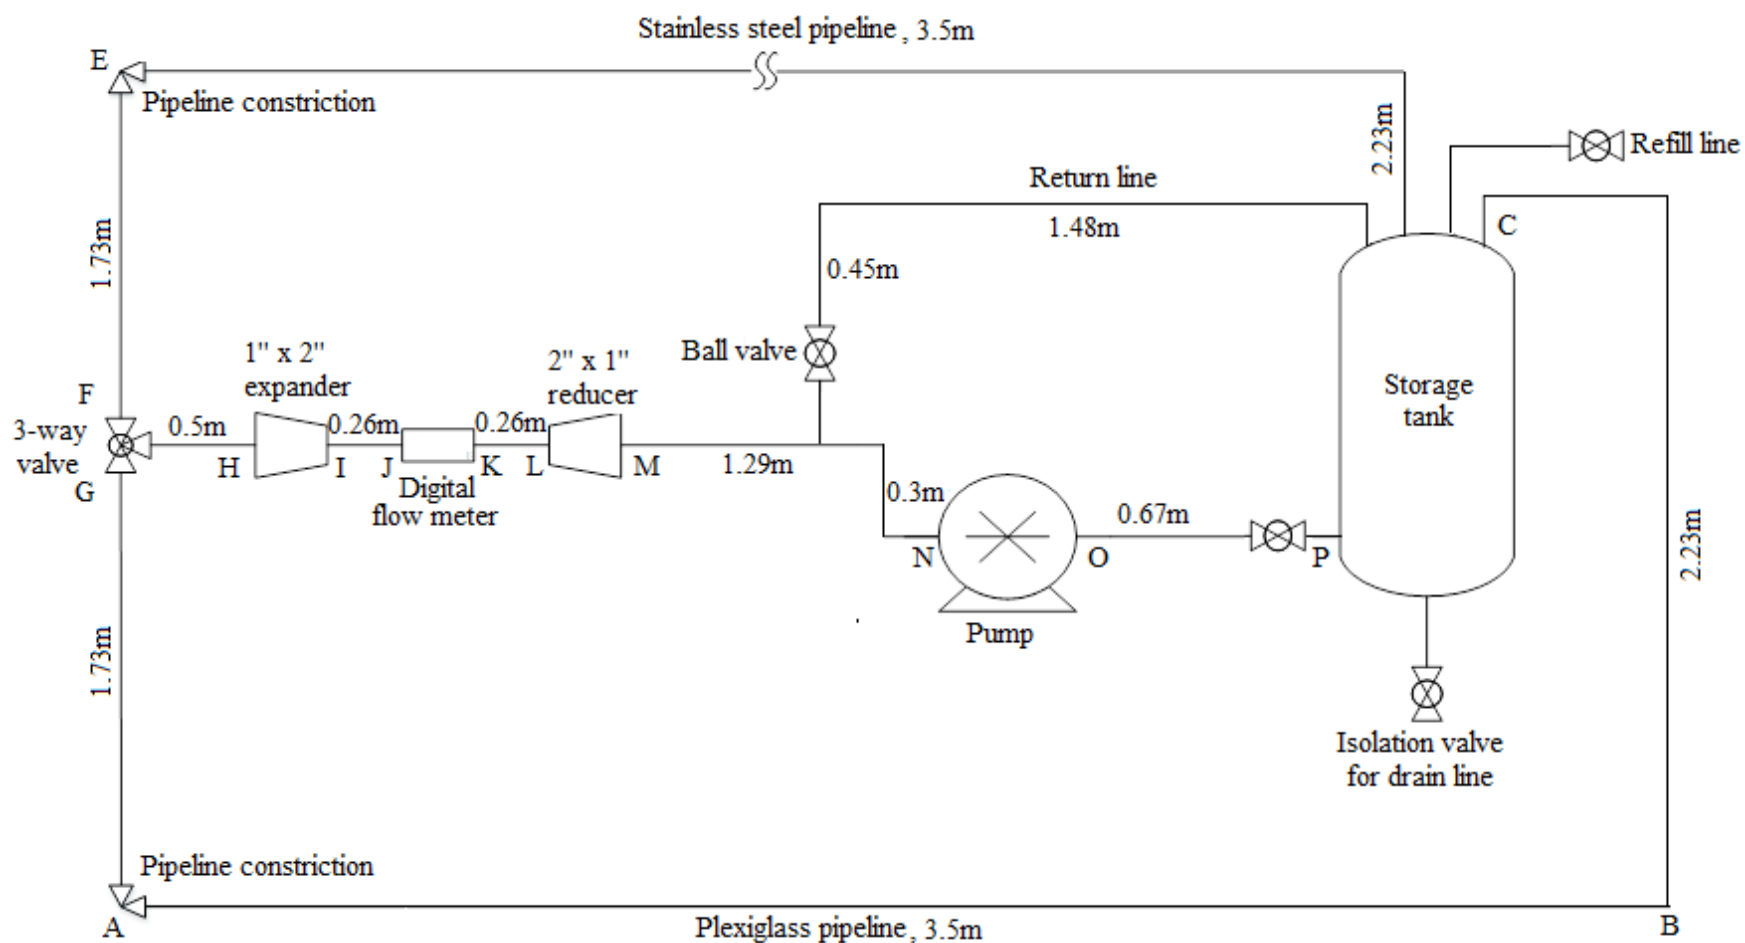 Stainless steel pipeline , 3.5m
E
Pipeline constriction
2.23m
Refill line
Return line
1.48m
C
1.73m
0.45m
1" x 2"
expander
2" x 1"
reducer
Ball valve
Storage
tank
F
3-way
valve
G
0.5m
0.26m
0.26m
H
I
J
K
L
M
Digital
flow meter
1.29m
0.3m
0.67m
N
O
P
Pump
2.23m
1.73m
Isolation valve
for drain line
Pipeline constriction
A
Plexiglass pipeline , 3.5m
B